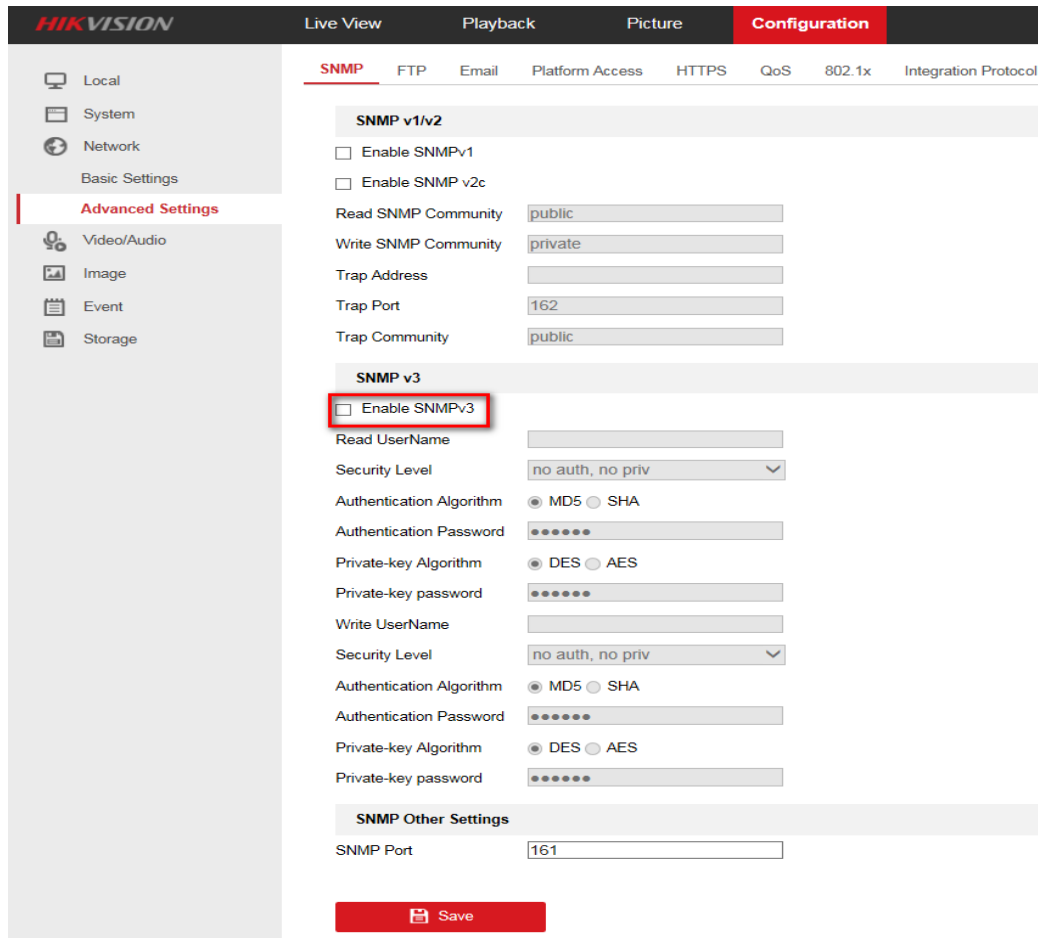 HIKVISION Live View Playback Picture Configuration
Local
System
Network
Basic Settings
Advanced Settings
Video/Audio
Image
Event
Storage
SNMP FTP Email Platform Access HTTPS QoS 802.1x Integration Protocol
SNMP v1/v2
Enable SNMPv1
Enable SNMP v2c
Read SNMP Community public
Write SNMP Community private
Trap Address
Trap Port 162
Trap Community public
SNMP v3
Enable SNMPv3
Read UserName
Security Level no auth, no priv
Authentication Algorithm MD5 SHA
Authentication Password ●●●●●●
Private-key Algorithm DES AES
Private-key password ●●●●●●
Write UserName
Security Level no auth, no priv
Authentication Algorithm MD5 SHA
Authentication Password ●●●●●●
Private-key Algorithm DES AES
Private-key password ●●●●●●
SNMP Other Settings
SNMP Port 161
Save